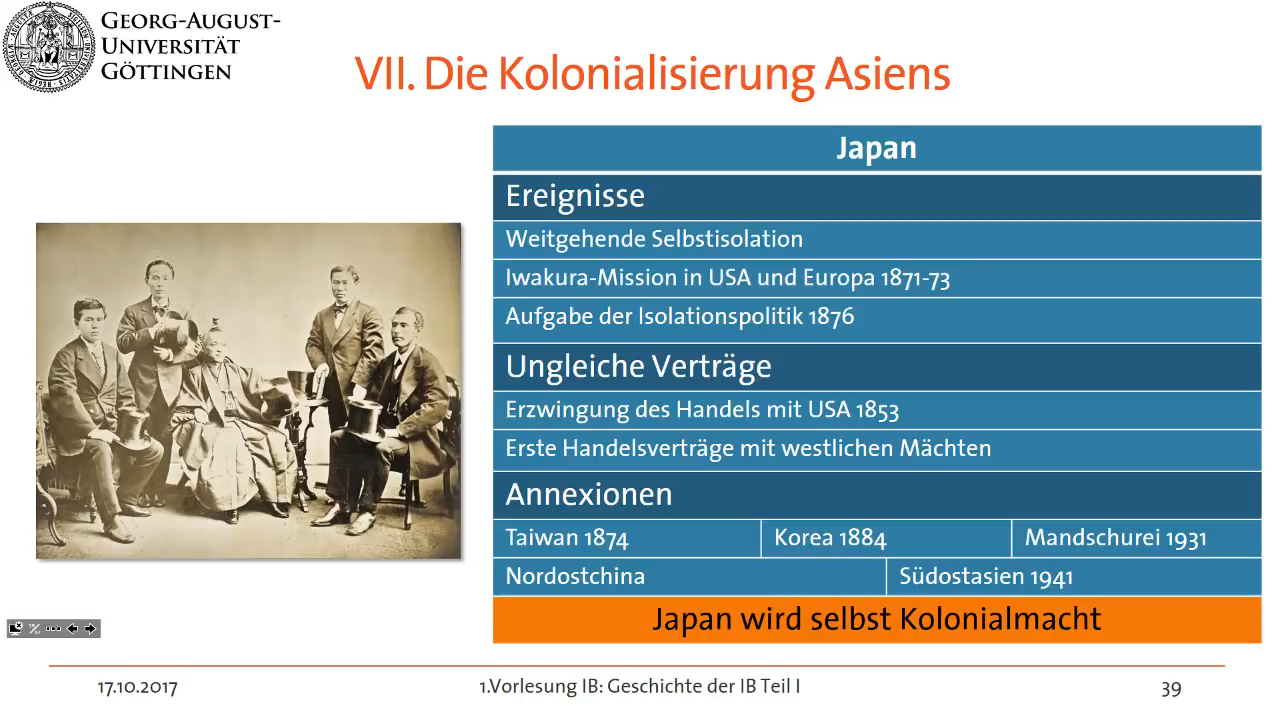 GEORG-AUGUST-
UNIVERSITÄT
GÖTTINGEN
VII. Die Kolonialisierung Asiens
Japan
Ereignisse
Weitgehende Selbstisolation
Iwakura-Mission in USA und Europa 1871-73
Aufgabe der Isolationspolitik 1876
Ungleiche Verträge
Erzwingung des Handels mit USA 1853
Erste Handelsverträge mit westlichen Mächten
Annexionen
Taiwan 1874 Korea 1884 Mandschurei 1931
Nordostchina Südostasien 1941
Japan wird selbst Kolonialmacht
17.10.2017 1.Vorlesung IB: Geschichte der IB Teil I 39